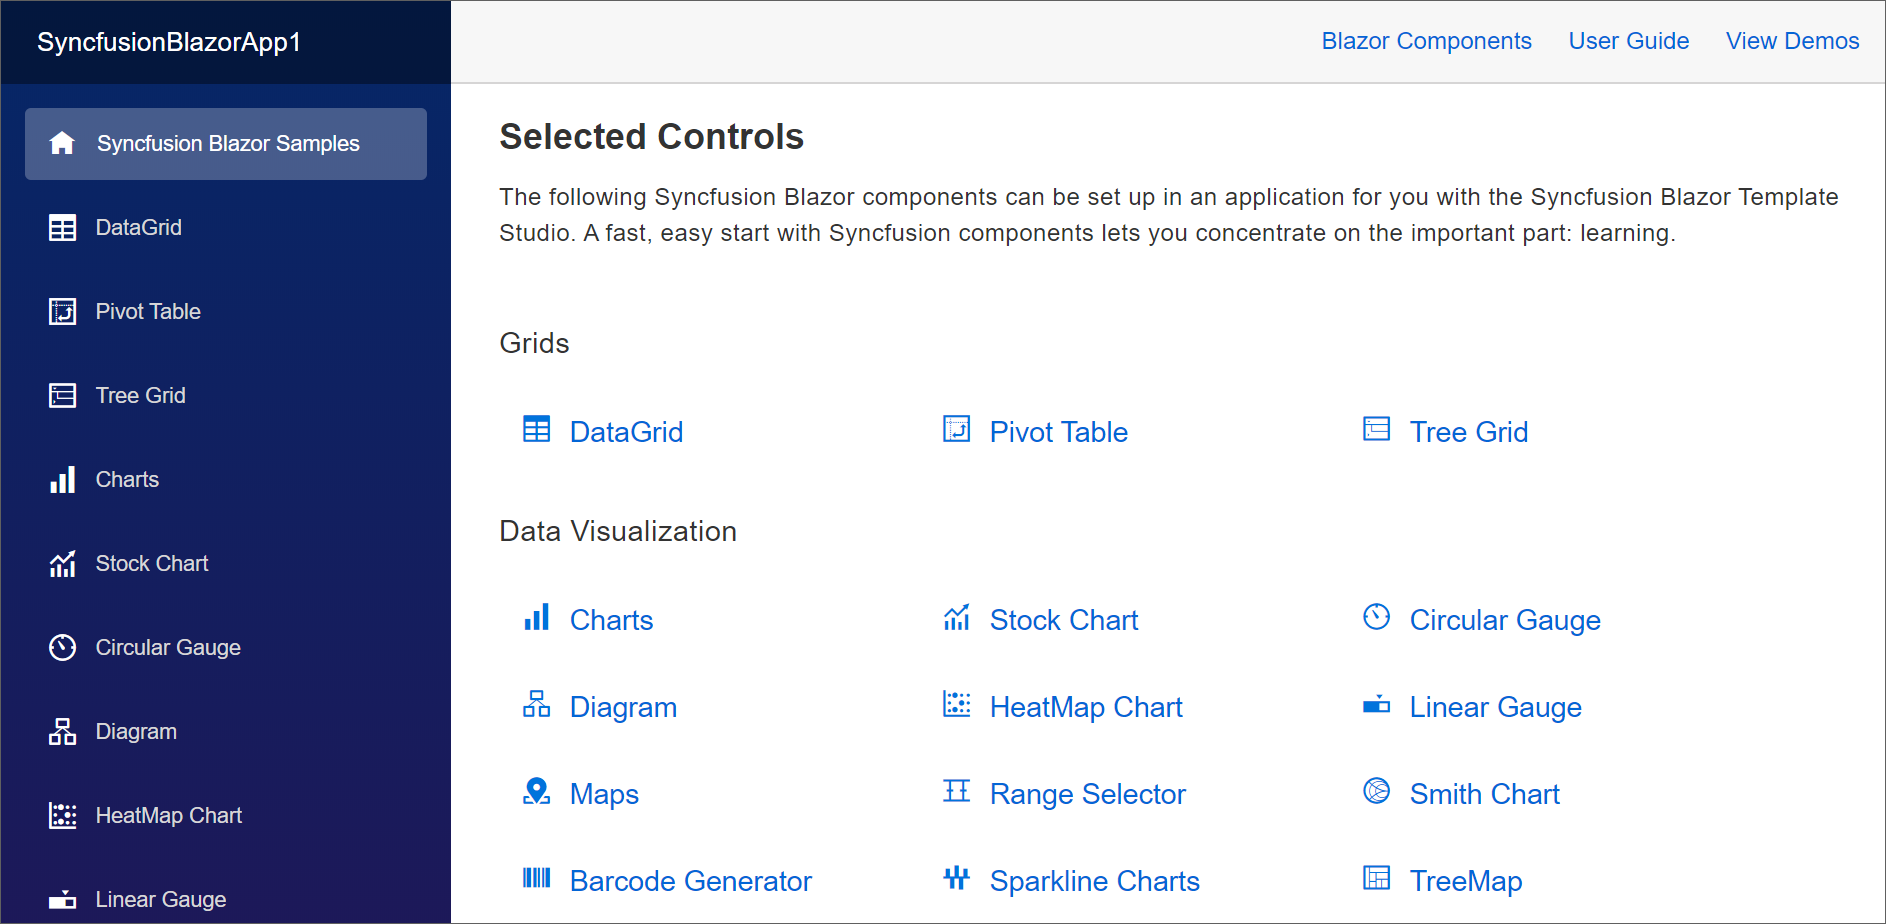 SyncfusionBlazorApp1
Blazor Components
User Guide
View Demos
Syncfusion Blazor Samples
DataGrid
Pivot Table
Tree Grid
Charts
Stock Chart
Circular Gauge
Diagram
HeatMap Chart
Linear Gauge
Selected Controls
The following Syncfusion Blazor components can be set up in an application for you with the Syncfusion Blazor Template
Studio. A fast, easy start with Syncfusion components lets you concentrate on the important part: learning.
Grids
DataGrid
Pivot Table
Tree Grid
Data Visualization
Charts
Stock Chart
Circular Gauge
Diagram
HeatMap Chart
Linear Gauge
Maps
Range Selector
Smith Chart
Barcode Generator
Sparkline Charts
TreeMap